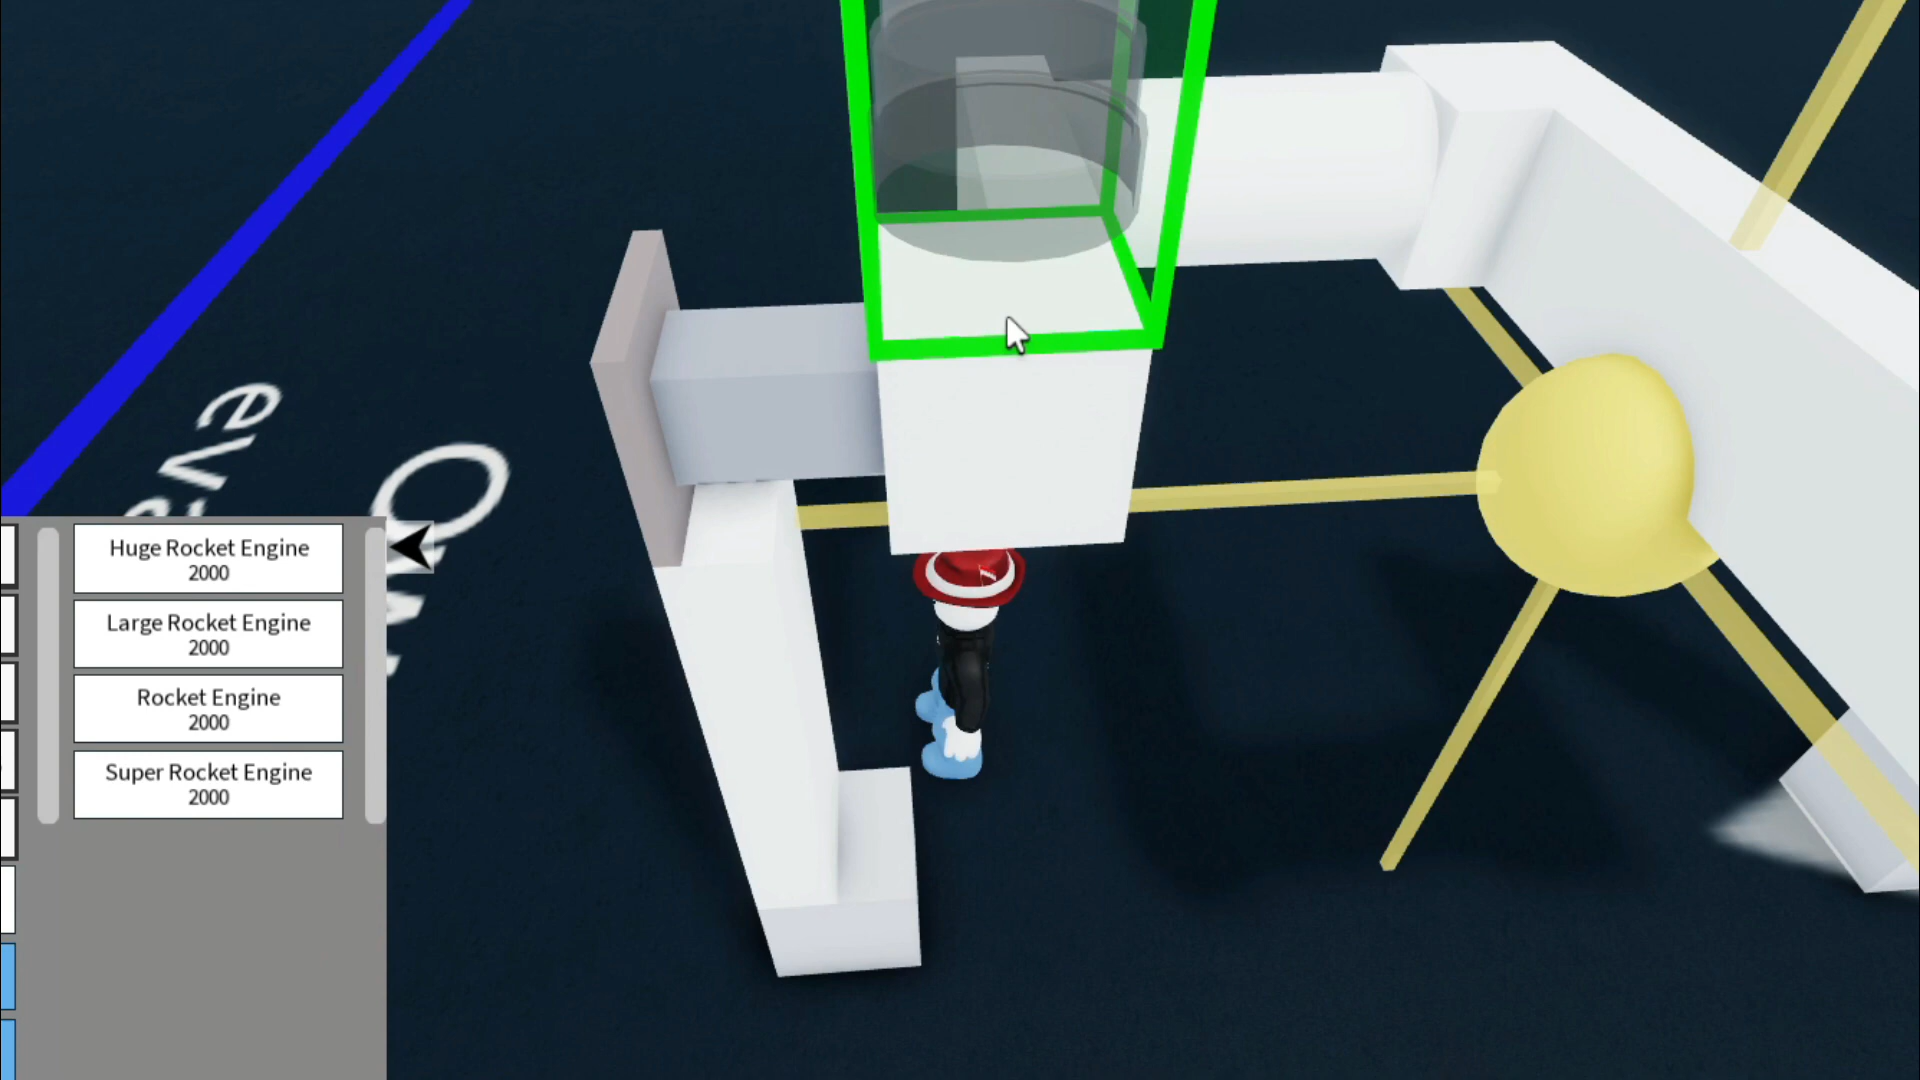 Huge Rocket Engine
2000
Large Rocket Engine
2000
Rocket Engine
2000
Super Rocket Engine
2000